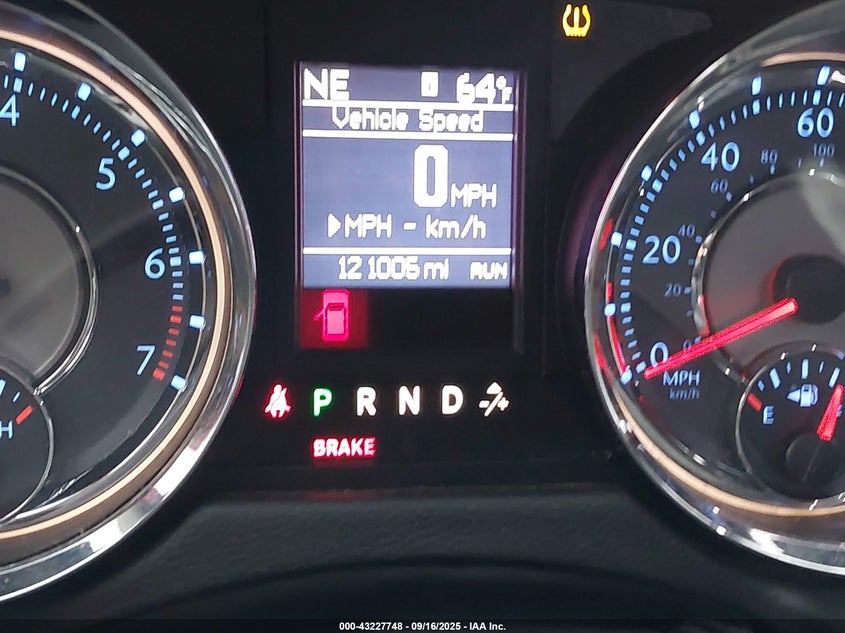 NE 64°F
Vehicle Speed
0 MPH
MPH - km/h
121006 mi RUN
P R N D -/+
BRAKE
4
5
6
7
H
60
40
20
0
100
80
60
40
20
0
MPH
km/h
E
F
000-43227748 - 09/16/2025 - IAA Inc.